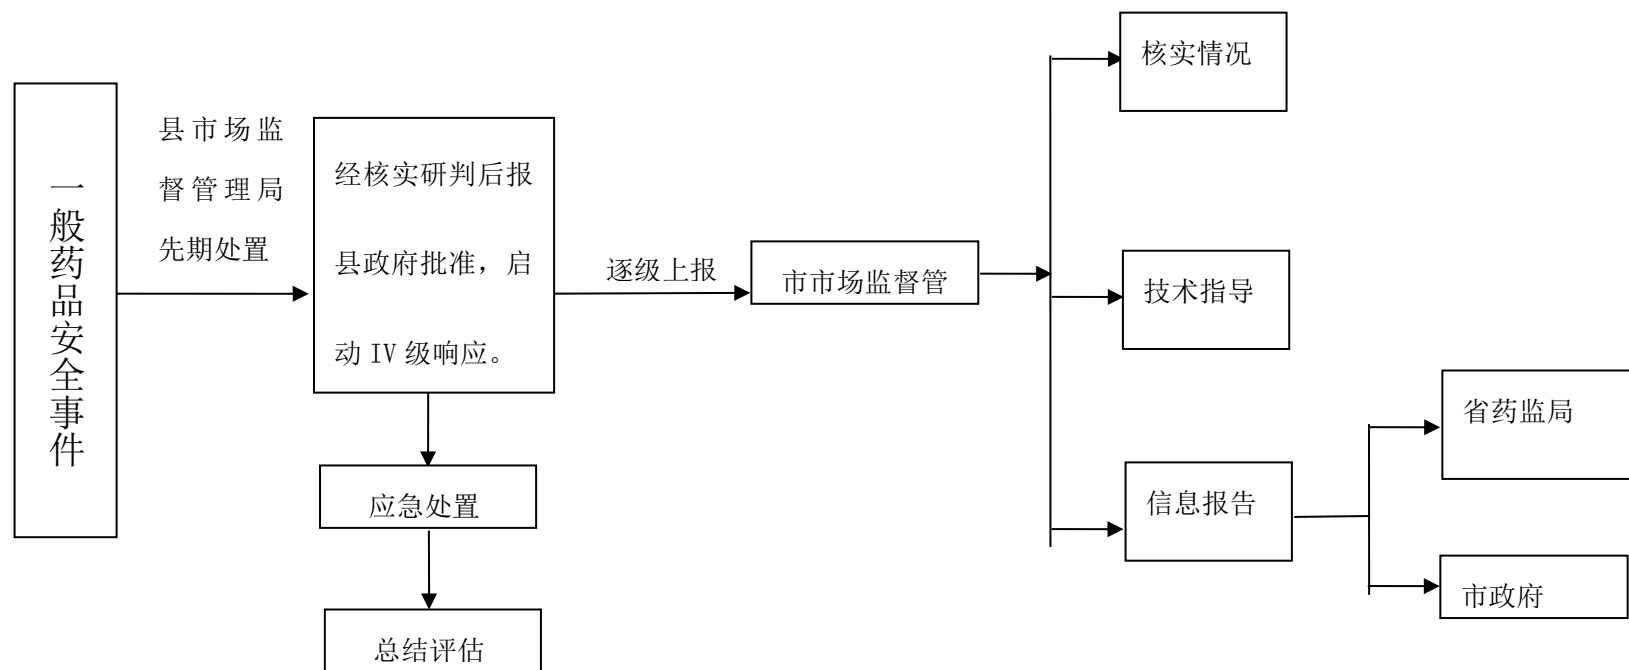 一般药品安全事件
县市场监
督管理局
先期处置
经核实研判后报
县政府批准，启
动 IV 级响应。
应急处置
总结评估
逐级上报
市市场监督管
核实情况
技术指导
信息报告
省药监局
市政府